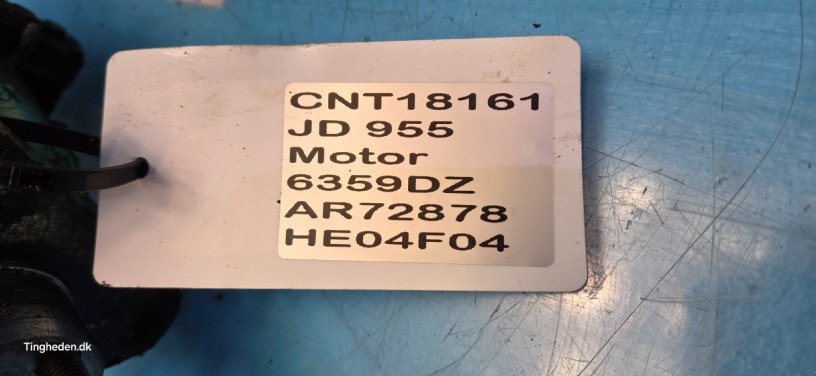 CNT18161
JD 955
Motor
6359DZ
AR72878
HE04F04
Tingheden.dk